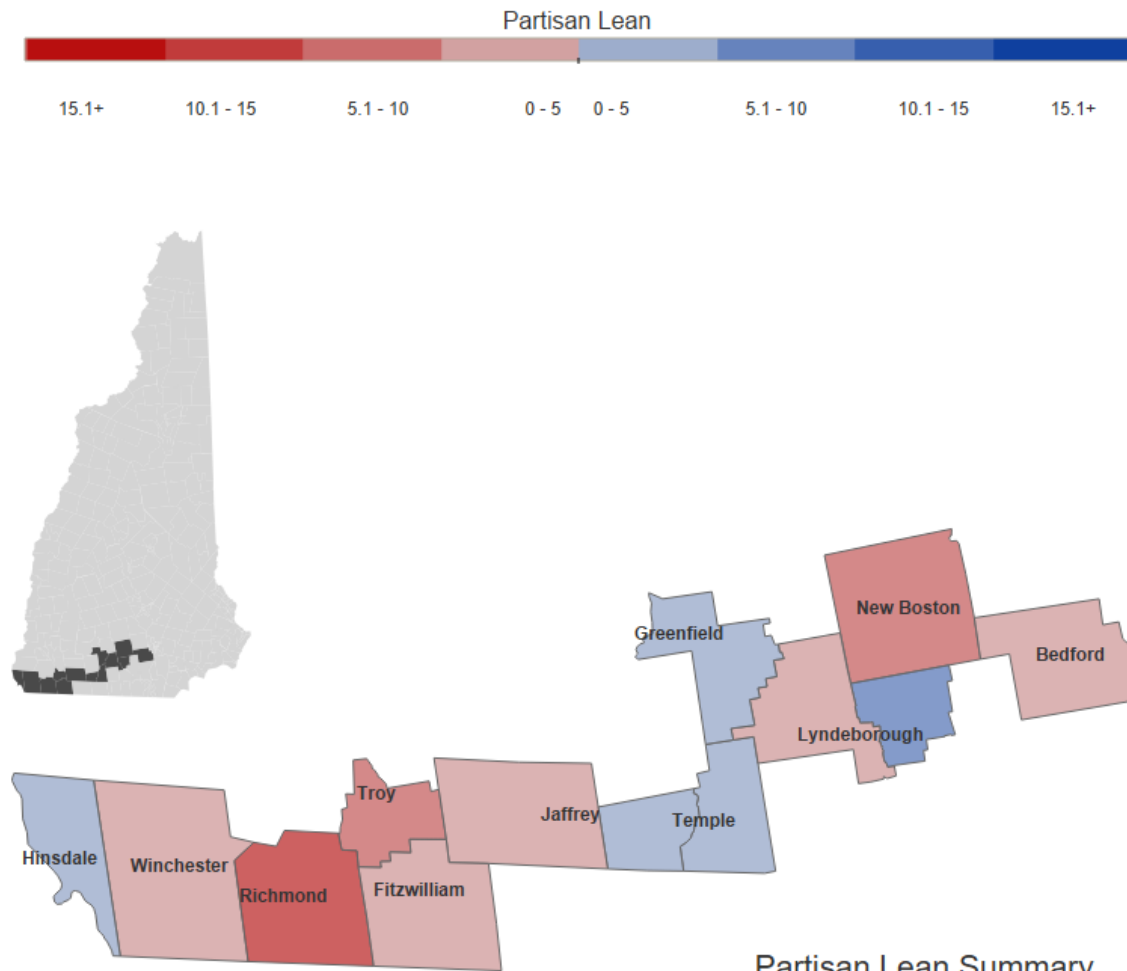 Partisan Lean
15.1+ 10.1 - 15 5.1 - 10 0 - 5 0 - 5 5.1 - 10 10.1 - 15 15.1+
New Boston
Greenfield
Bedford
Lyndeborough
Troy
Jaffrey
Temple
Hinsdale
Winchester
Richmond
Fitzwilliam
Partisan Lean Summary